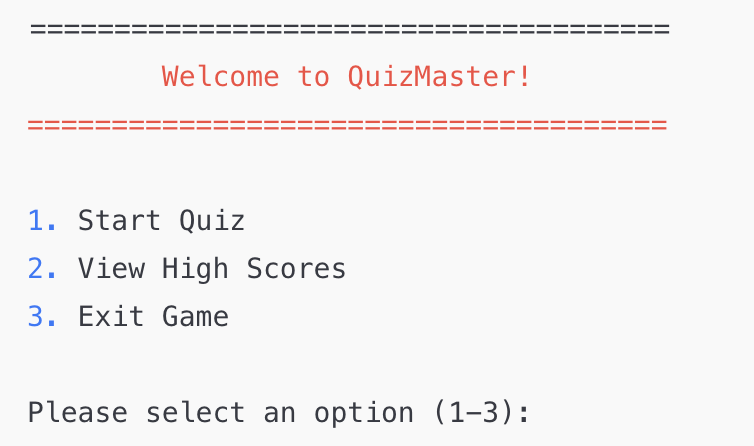 ======================================
Welcome to QuizMaster!
======================================
1. Start Quiz
2. View High Scores
3. Exit Game
Please select an option (1-3):